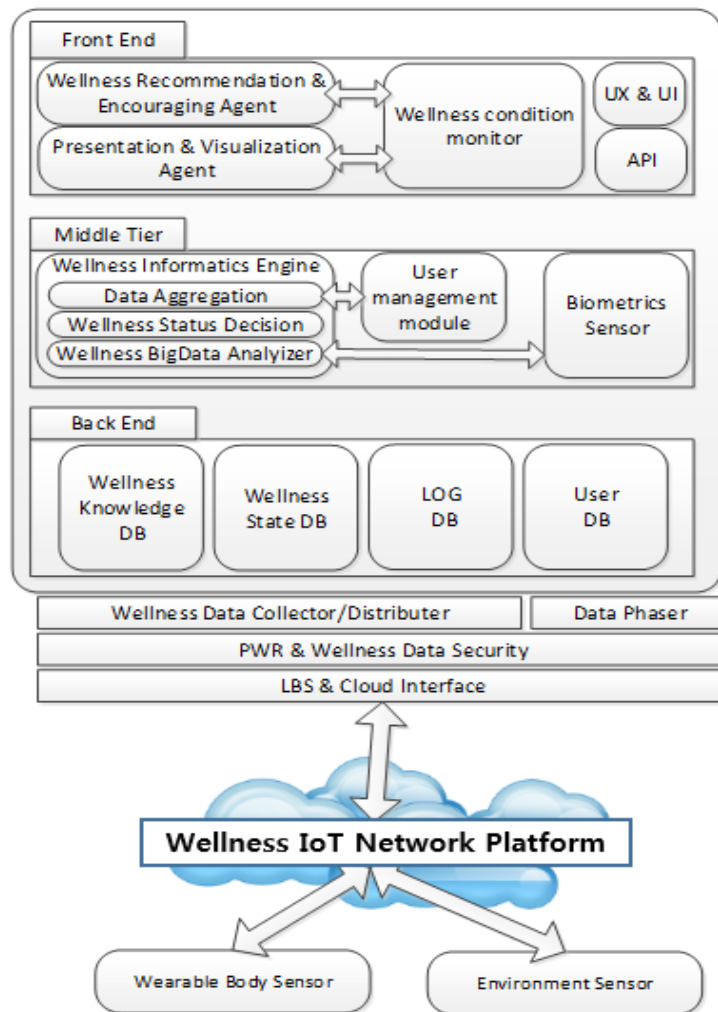 Front End
Wellness Recommendation &
Encouraging Agent
Presentation & Visualization
Agent
Wellness condition
monitor
UX & UI
API
Middle Tier
Wellness Informatics Engine
Data Aggregation
Wellness Status Decision
Wellness BigData Analyizer
User
management
module
Biometrics
Sensor
Back End
Wellness
Knowledge
DB
Wellness
State DB
LOG
DB
User
DB
Wellness Data Collector/Distributer
Data Phaser
PWR & Wellness Data Security
LBS & Cloud Interface
Wellness IoT Network Platform
Wearable Body Sensor
Environment Sensor